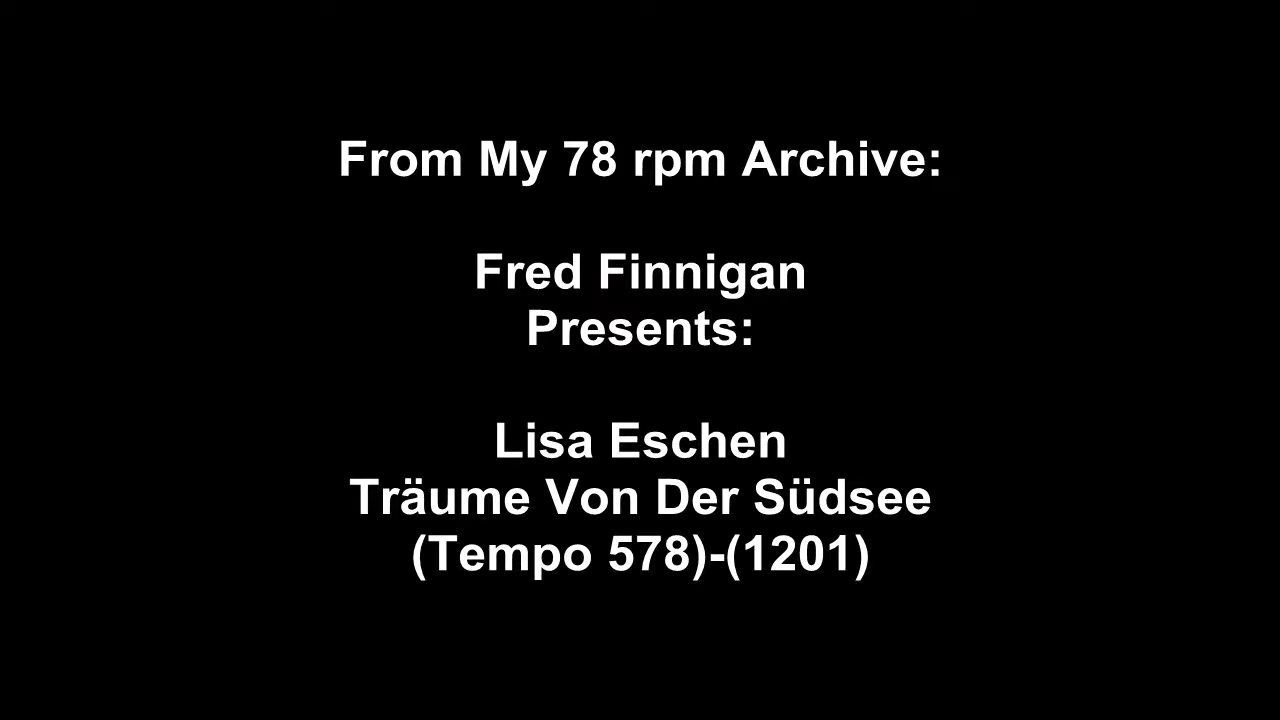 From My 78 rpm Archive:
Fred Finnigan
Presents:
Lisa Eschen
Träume Von Der Südsee
(Tempo 578)-(1201)